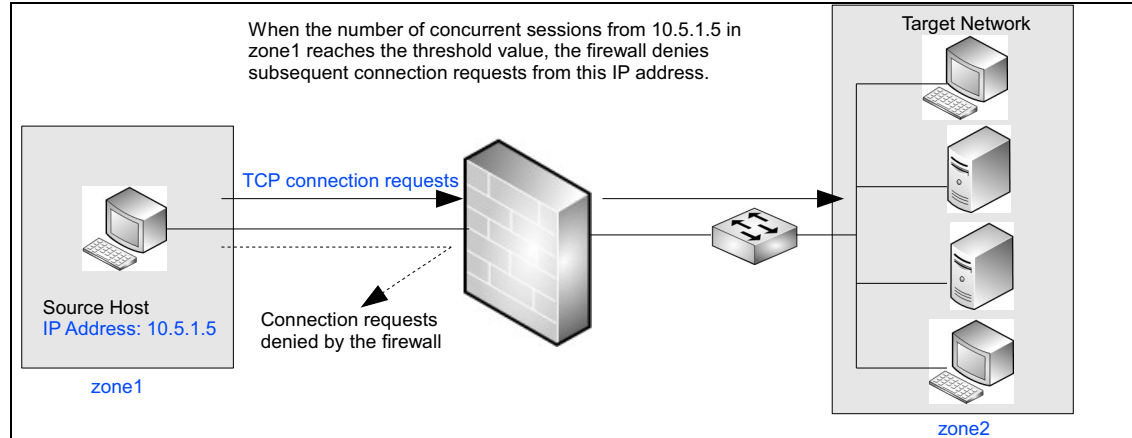 When the number of concurrent sessions from 10.5.1.5 in
zone1 reaches the threshold value, the firewall denies
subsequent connection requests from this IP address.
Target Network
TCP connection requests
Source Host
IP Address: 10.5.1.5
Connection requests
denied by the firewall
zone1
zone2